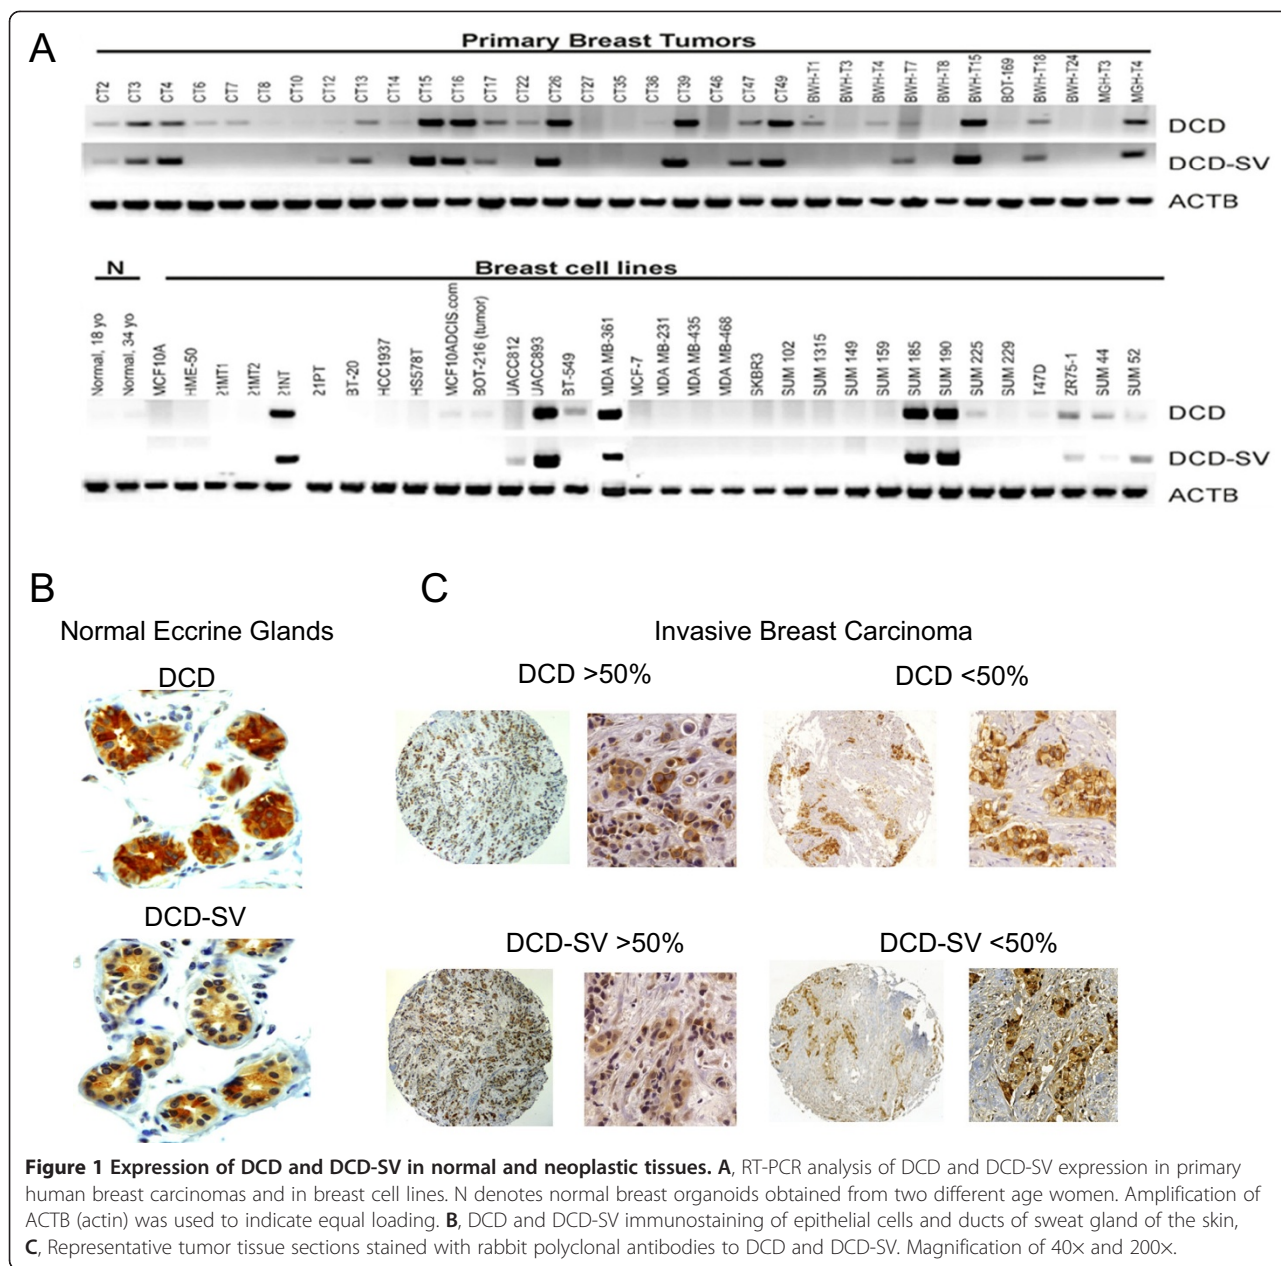 A
Primary Breast Tumors
CT2 CT3 CT4 CT6 CT7 CT8 CT10 CT12 CT13 CT14 CT15 CT16 CT17 CT22 CT26 CT27 CT35 CT36 CT39 CT46 CT47 CT49 BWH-T1 BWH-T3 BWH-T4 BWH-T7 BWH-T8 BWH-T15 BOT-169 BWH-T18 BWH-T24 MGH-T3 MGH-T4
DCD
DCD-SV
ACTB
N
Breast cell lines
Normal, 18 yo Normal, 34 yo MCF10A HME-50 21MT1 21MT2 21NT 21PT BT-20 HCC1937 HS578T MCF10ADCIS.com BOT-216 (tumor) UACC812 UACC893 BT-549 MDA MB-361 MCF-7 MDA MB-231 MDA MB-435 MDA MB-468 SKBR3 SUM 102 SUM 1315 SUM 149 SUM 159 SUM 185 SUM 190 SUM 225 SUM 229 T47D ZR75-1 SUM 44 SUM 52
DCD
DCD-SV
ACTB
B
Normal Eccrine Glands
DCD
DCD-SV
C
Invasive Breast Carcinoma
DCD >50%
DCD <50%
DCD-SV >50%
DCD-SV <50%
Figure 1 Expression of DCD and DCD-SV in normal and neoplastic tissues. A, RT-PCR analysis of DCD and DCD-SV expression in primary
human breast carcinomas and in breast cell lines. N denotes normal breast organoids obtained from two different age women. Amplification of
ACTB (actin) was used to indicate equal loading. B, DCD and DCD-SV immunostaining of epithelial cells and ducts of sweat gland of the skin,
C, Representative tumor tissue sections stained with rabbit polyclonal antibodies to DCD and DCD-SV. Magnification of 40× and 200×.